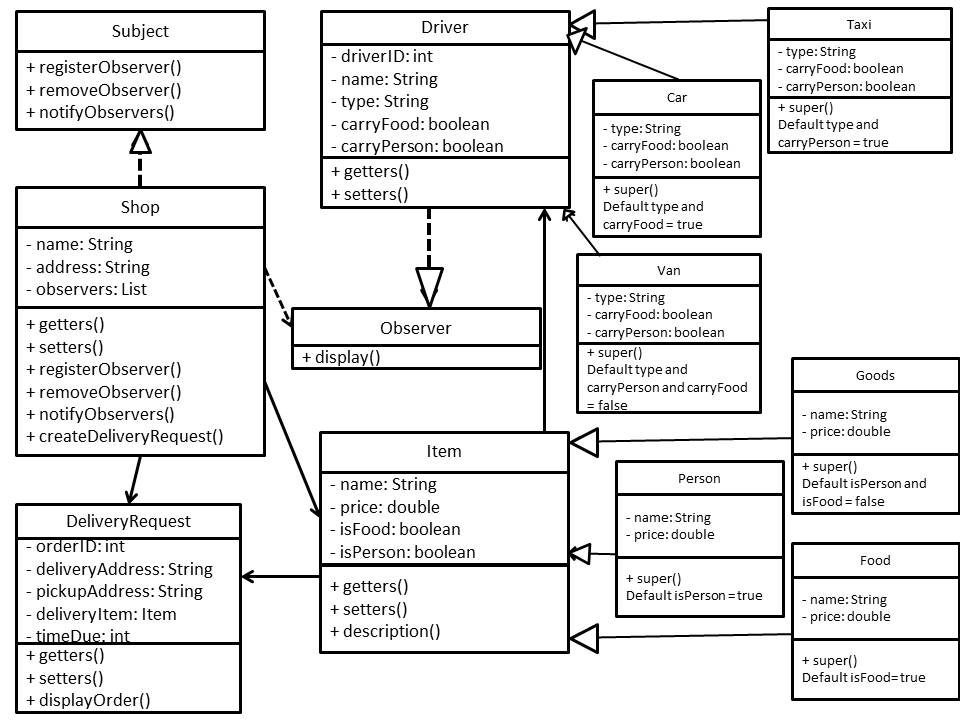 Subject
+ registerObserver()
+ removeObserver()
+ notifyObservers()
Driver
- driverID: int
- name: String
- type: String
- carryFood: boolean
- carryPerson: boolean
+ getters()
+ setters()
Taxi
- type: String
- carryFood: boolean
- carryPerson: boolean
+ super()
Default type and
carryPerson = true
Car
- type: String
- carryFood: boolean
- carryPerson: boolean
+ super()
Default type and
carryFood = true
Shop
- name: String
- address: String
- observers: List
+ getters()
+ setters()
+ registerObserver()
+ removeObserver()
+ notifyObservers()
+ createDeliveryRequest()
Observer
+ display()
Van
- type: String
- carryFood: boolean
- carryPerson: boolean
+ super()
Default type and
carryPerson and carryFood
= false
Goods
- name: String
- price: double
+ super()
Default isPerson and
isFood = false
Item
- name: String
- price: double
- isFood: boolean
- isPerson: boolean
+ getters()
+ setters()
+ description()
Person
- name: String
- price: double
+ super()
Default isPerson = true
DeliveryRequest
- orderID: int
- deliveryAddress: String
- pickupAddress: String
- deliveryItem: Item
- timeDue: int
+ getters()
+ setters()
+ displayOrder()
Food
- name: String
- price: double
+ super()
Default isFood= true